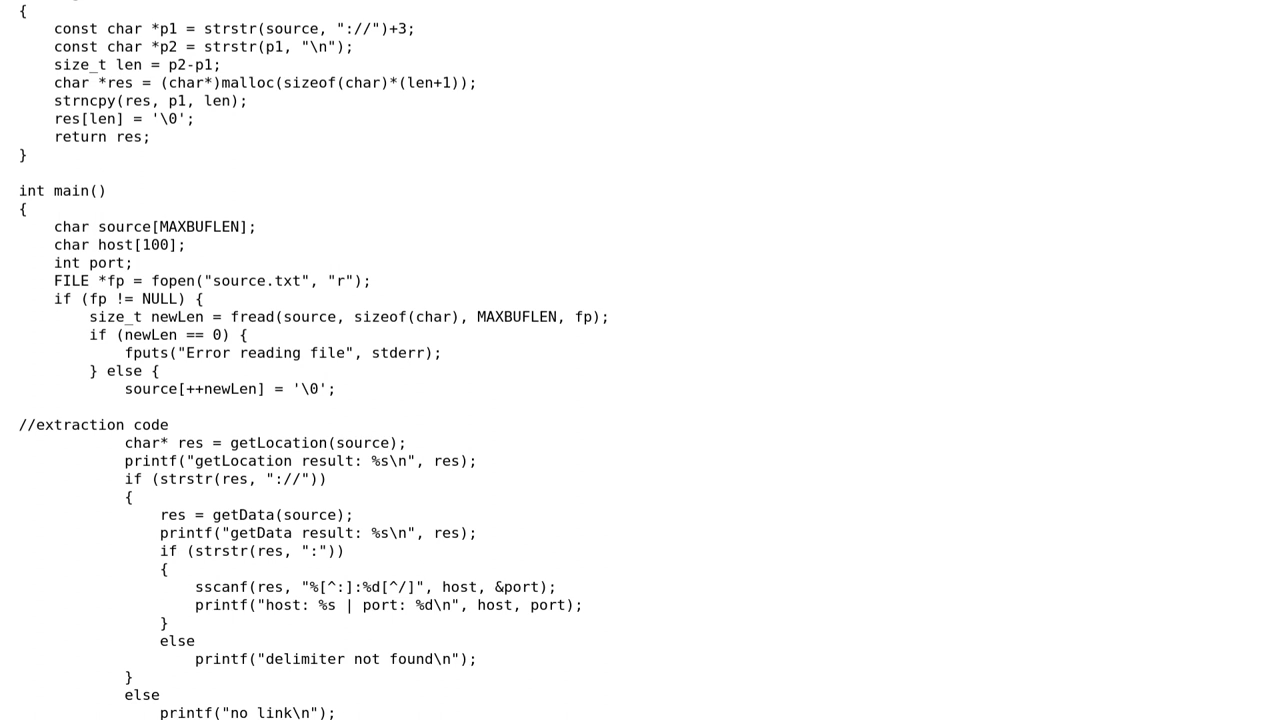 {
    const char *p1 = strstr(source, "://")+3;
    const char *p2 = strstr(p1, "\n");
    size_t len = p2-p1;
    char *res = (char*)malloc(sizeof(char)*(len+1));
    strncpy(res, p1, len);
    res[len] = '\0';
    return res;
}

int main()
{
    char source[MAXBUFLEN];
    char host[100];
    int port;
    FILE *fp = fopen("source.txt", "r");
    if (fp != NULL) {
        size_t newLen = fread(source, sizeof(char), MAXBUFLEN, fp);
        if (newLen == 0) {
            fputs("Error reading file", stderr);
        } else {
            source[++newLen] = '\0';

//extraction code
            char* res = getLocation(source);
            printf("getLocation result: %s\n", res);
            if (strstr(res, "://"))
            {
                res = getData(source);
                printf("getData result: %s\n", res);
                if (strstr(res, ":"))
                {
                    sscanf(res, "%[^:]:%d[^/]", host, &port);
                    printf("host: %s | port: %d\n", host, port);
                }
                else
                    printf("delimiter not found\n");
            }
            else
                printf("no link\n");